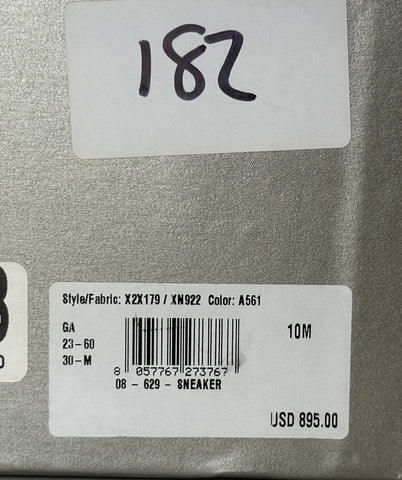 182
Style/Fabric: X2X179 / XN922 Color: A561
GA
23-60
30-M
10M
8 057767 273767
08 - 629 - SNEAKER
USD 895.00